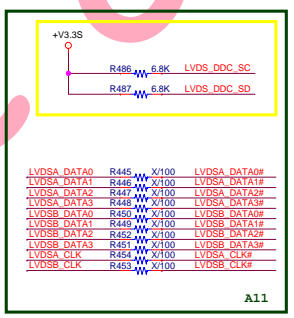 +V3.3S
R486 6.8K LVDS_DDC_SC
R487 6.8K LVDS_DDC_SD
LVDSA_DATA0 R445 X/100 LVDSA_DATA0#
LVDSA_DATA1 R446 X/100 LVDSA_DATA1#
LVDSA_DATA2 R447 X/100 LVDSA_DATA2#
LVDSA_DATA3 R448 X/100 LVDSA_DATA3#
LVDSB_DATA0 R450 X/100 LVDSB_DATA0#
LVDSB_DATA1 R449 X/100 LVDSB_DATA1#
LVDSB_DATA2 R452 X/100 LVDSB_DATA2#
LVDSB_DATA3 R451 X/100 LVDSB_DATA3#
LVDSA_CLK R454 X/100 LVDSA_CLK#
LVDSB_CLK R453 X/100 LVDSB_CLK#
A11